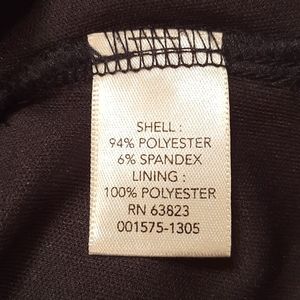 SHELL :
94% POLYESTER
6% SPANDEX
LINING :
100% POLYESTER
RN 63823
001575-1305